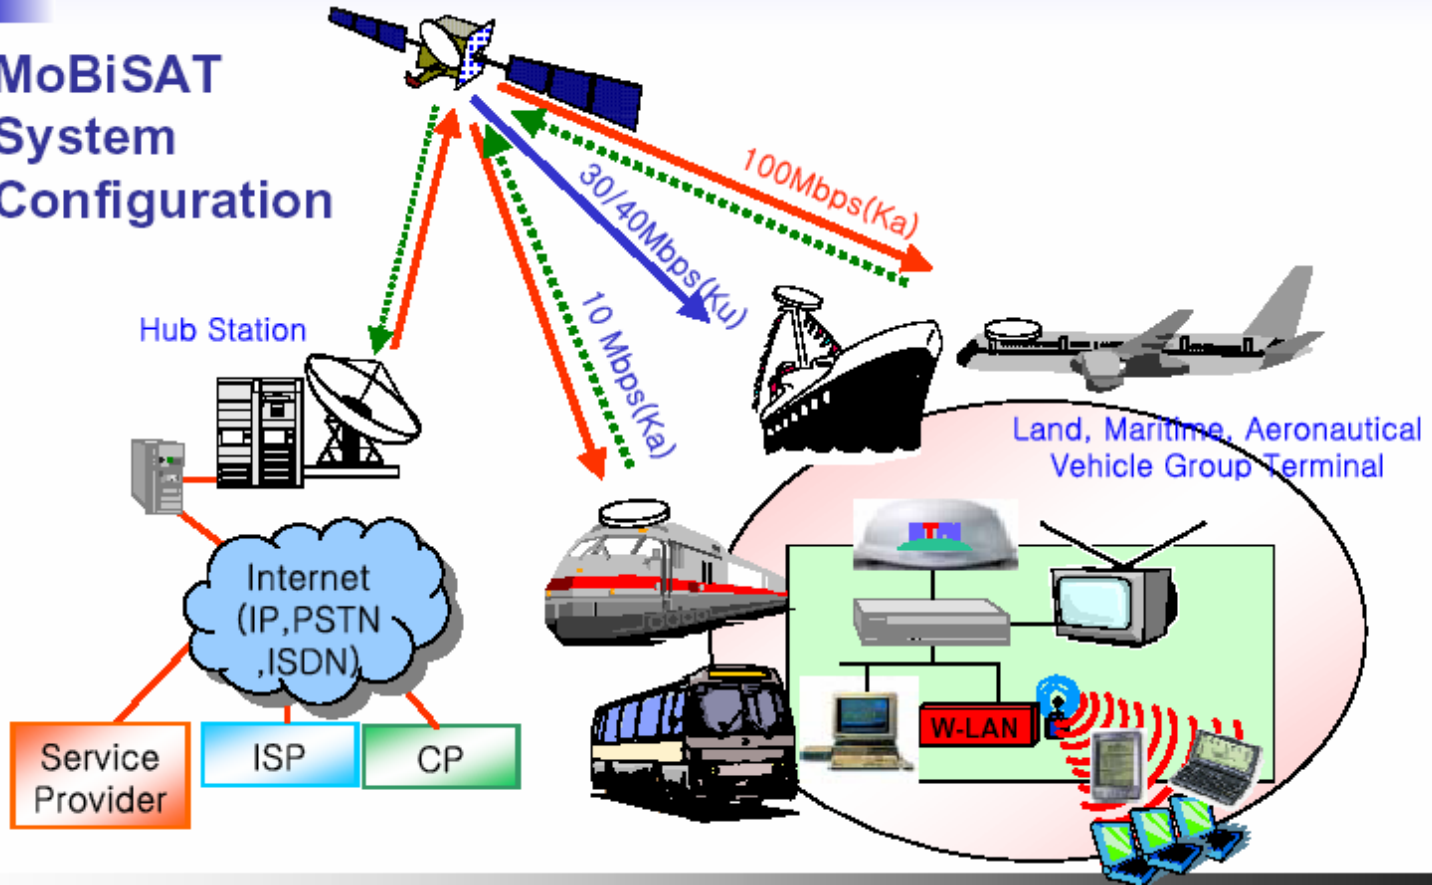 MoBiSAT
System
Configuration
100Mbps(Ka)
30/40Mbps(Ku)
10 Mbps(Ka)
Hub Station
Land, Maritime, Aeronautical
Vehicle Group Terminal
Internet
(IP,PSTN
,ISDN)
W-LAN
Service
Provider
ISP
CP